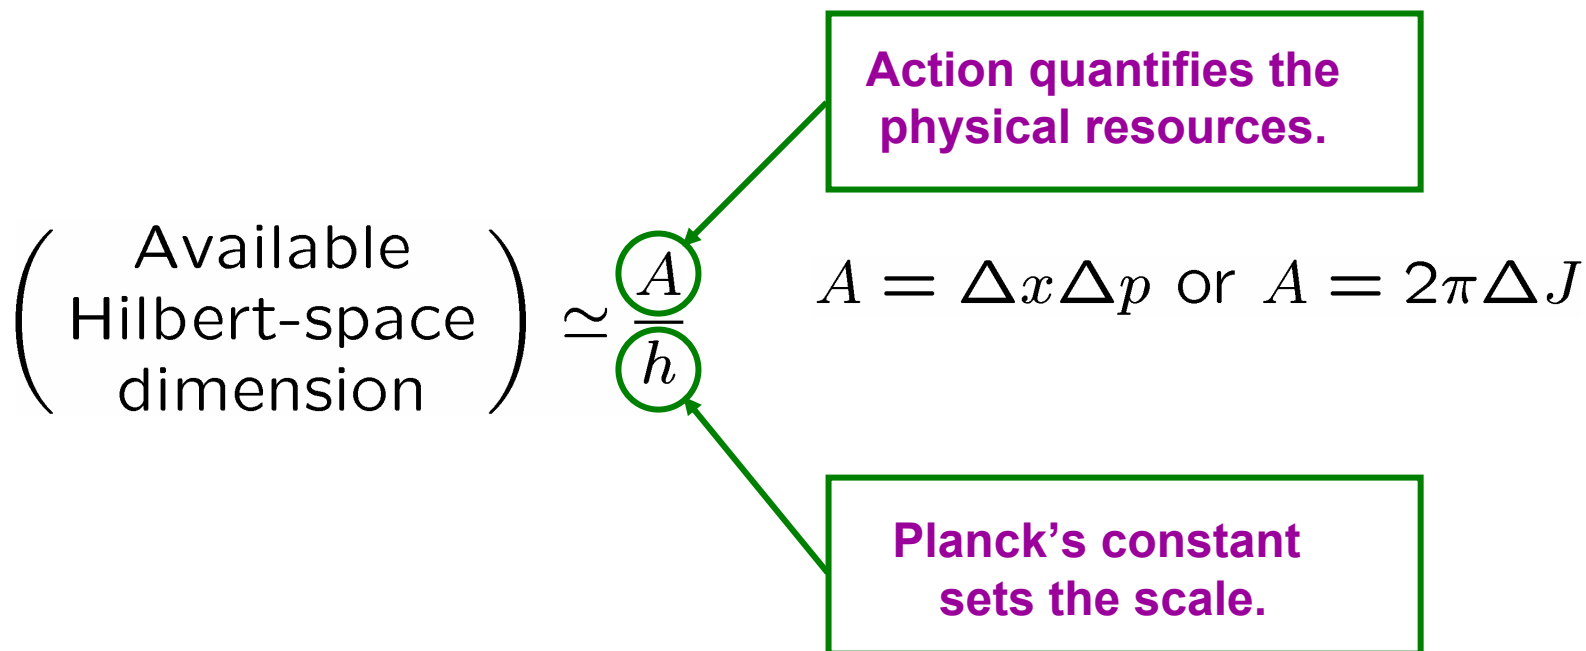 Action quantifies the
physical resources.
Available
Hilbert-space
dimension
≃ A/h
A = ΔxΔp or A = 2πΔJ
Planck’s constant
sets the scale.